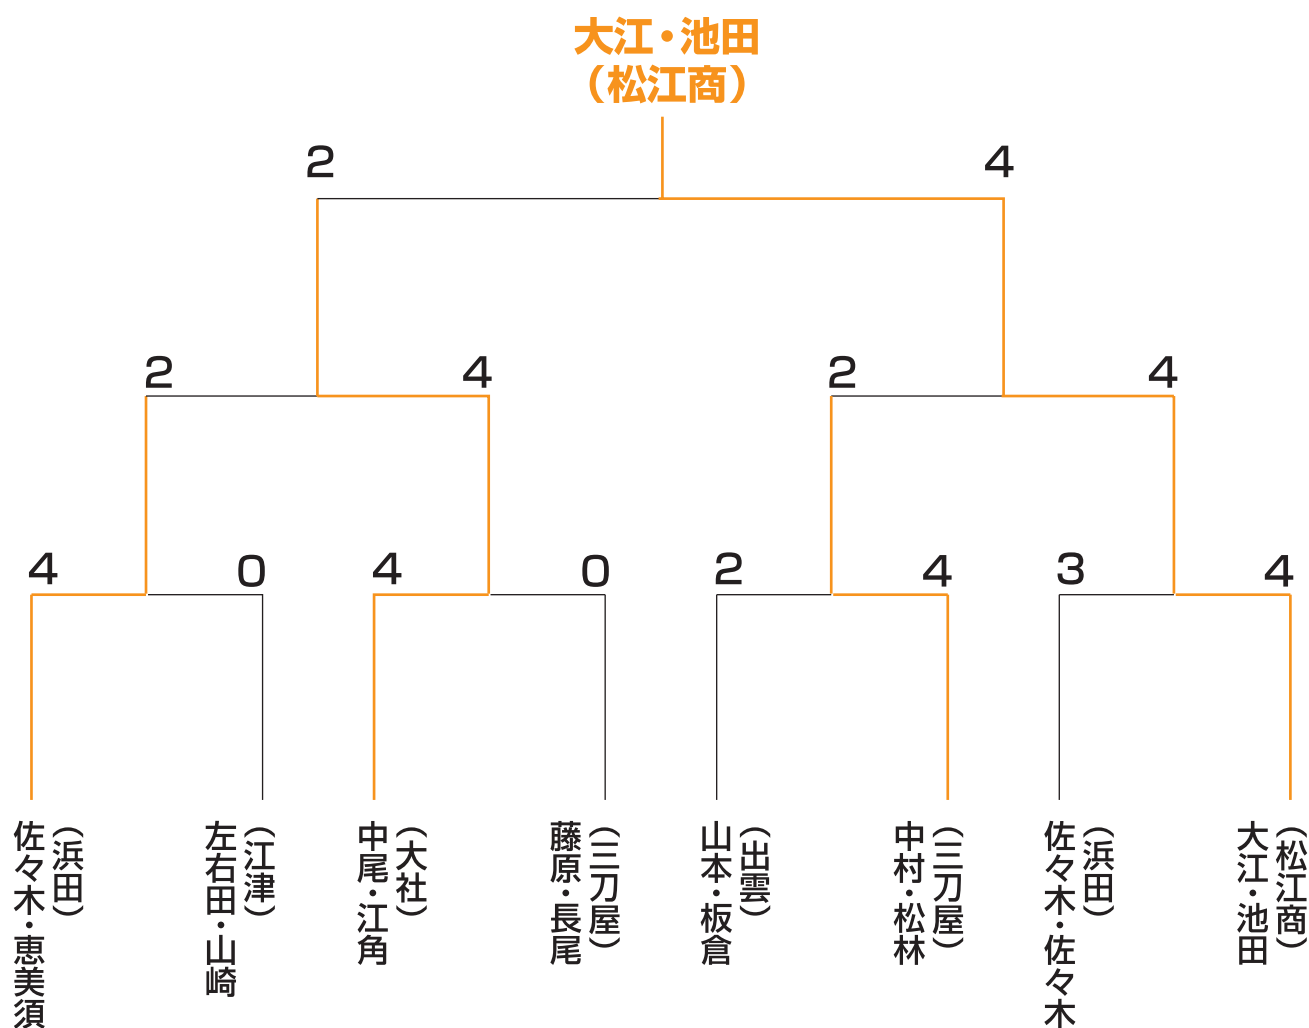 大江・池田
（松江商）
2
4
2
4
2
4
4
0
4
0
2
4
3
4
佐々木・恵美須
（浜田）
左右田・山崎
（江津）
中尾・江角
（大社）
藤原・長尾
（三刀屋）
山本・板倉
（出雲）
中村・松林
（三刀屋）
佐々木・佐々木
（浜田）
大江・池田
（松江商）